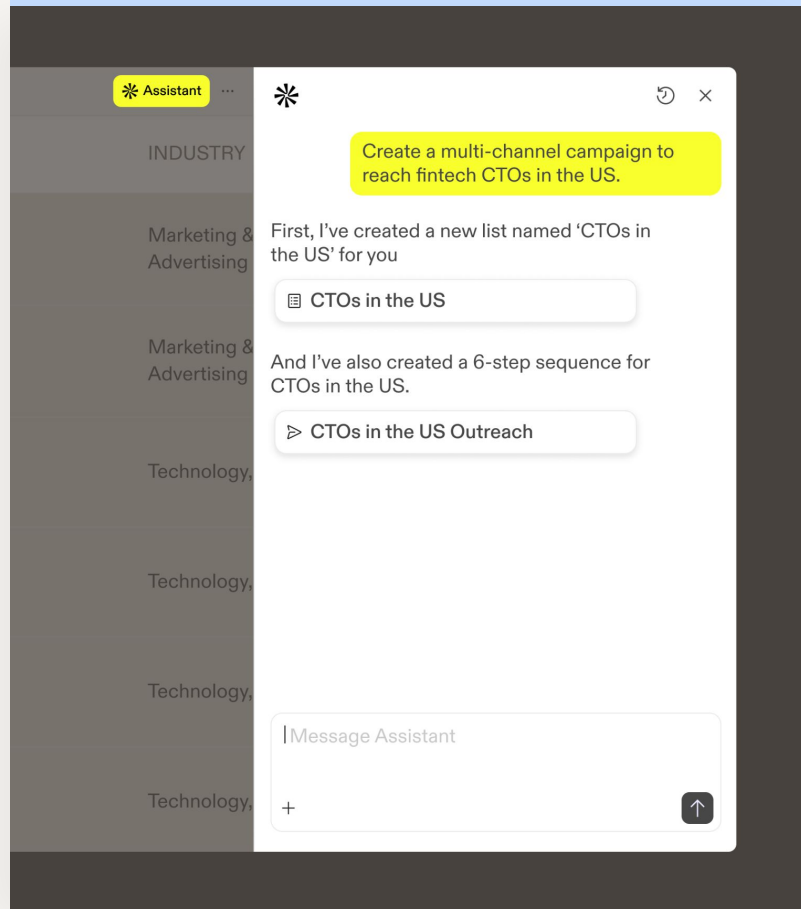 Assistant
INDUSTRY
Marketing &
Advertising
Marketing &
Advertising
Technology,
Technology,
Technology,
Technology,
Create a multi-channel campaign to
reach fintech CTOs in the US.
First, I’ve created a new list named ‘CTOs in
the US’ for you
CTOs in the US
And I’ve also created a 6-step sequence for
CTOs in the US.
CTOs in the US Outreach
Message Assistant